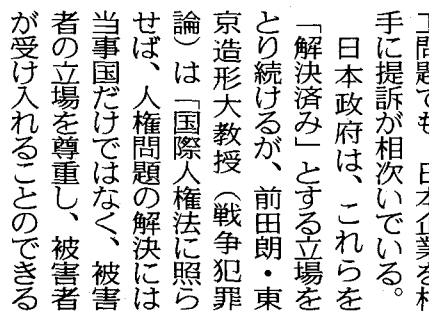 工問題でも、日本企業を相
手に提訴が相次いでいる。
　日本政府は、これらを
「解決済み」とする立場を
とり続けるが、前田朗・東
京造形大教授（戦争犯罪
論）は「国際人権法に照ら
せば、人権問題の解決には
当事国だけではなく、被害
者の立場を尊重し、被害者
が受け入れることのできる